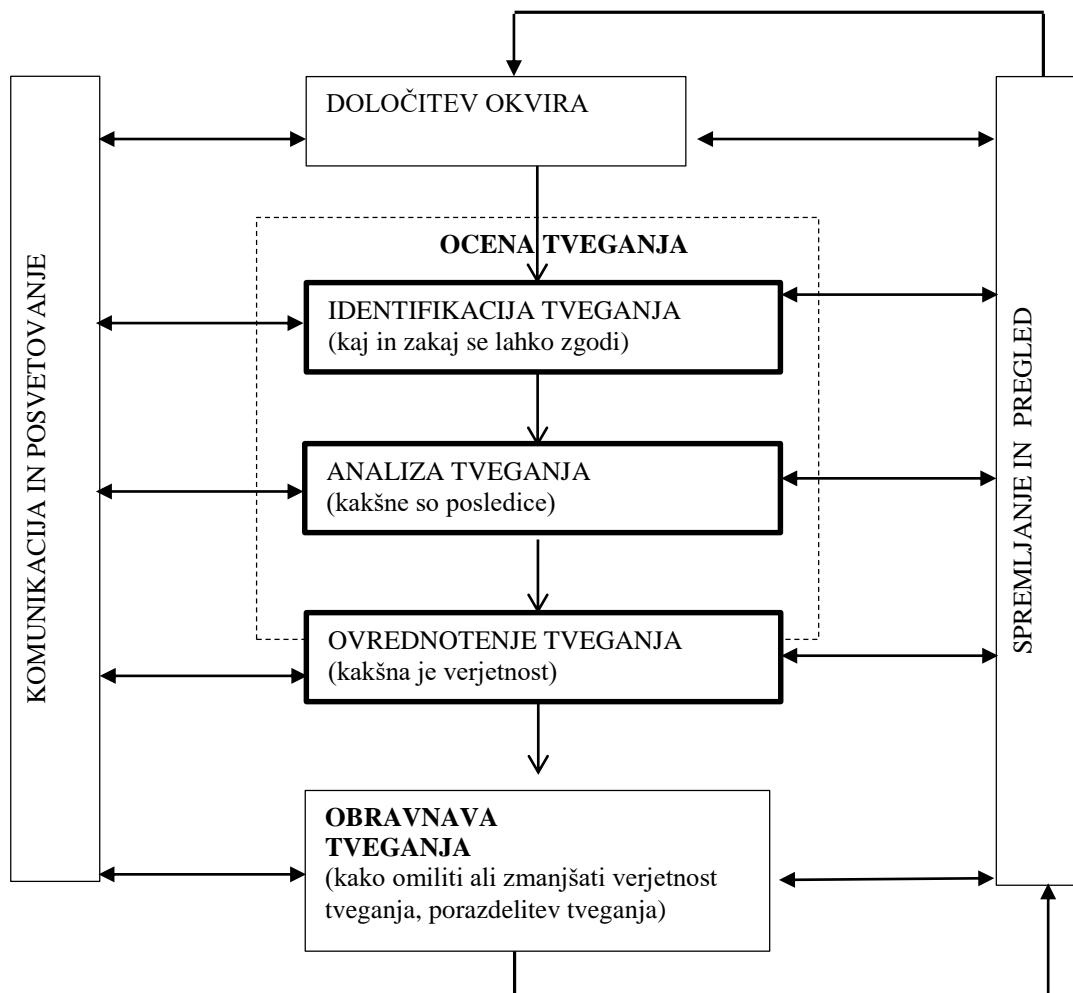 DOLOČITEV OKVIRA
KOMUNIKACIJA IN POSVETOVANJE
OCENA TVEGANJA
IDENTIFIKACIJA TVEGANJA
(kaj in zakaj se lahko zgodi)
ANALIZA TVEGANJA
(kakšne so posledice)
OVREDNOTENJE TVEGANJA
(kakšna je verjetnost)
OBRAVNAVA
TVEGANJA
(kako omiliti ali zmanjšati verjetnost
tveganja, porazdelitev tveganja)
SPREMLJANJE IN PREGLED